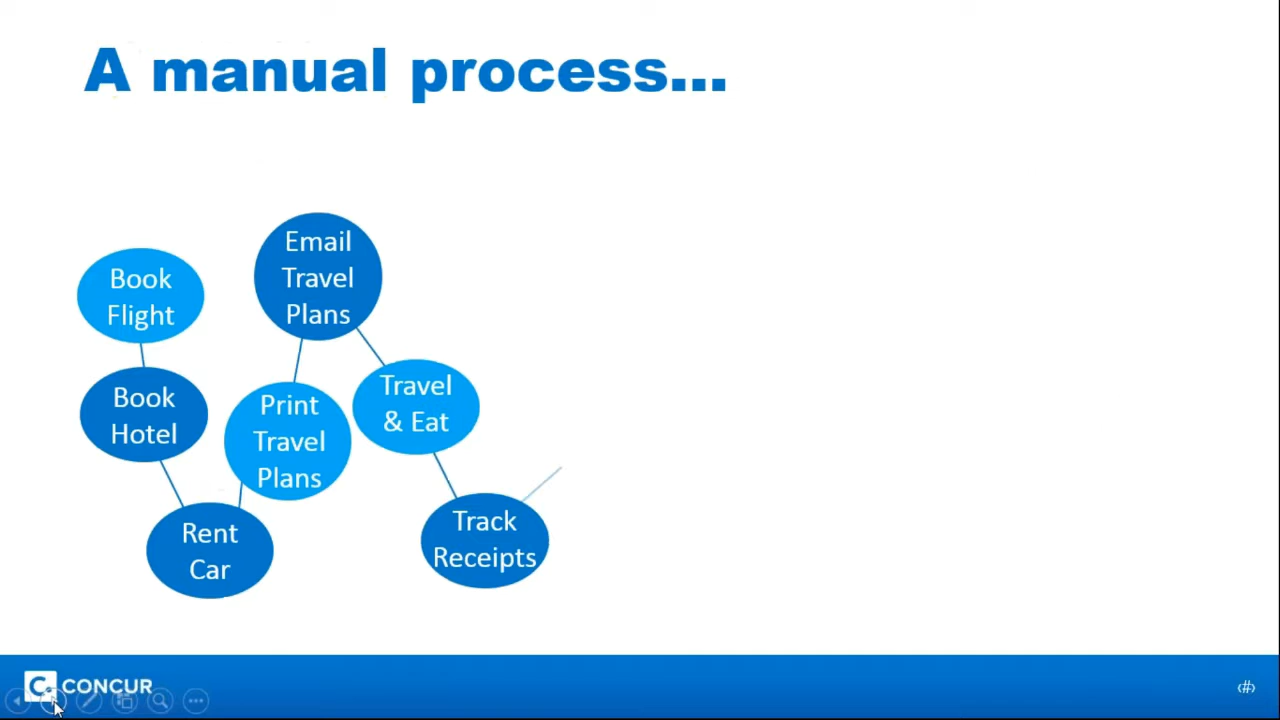 A manual process...
Book
Flight
Book
Hotel
Rent
Car
Print
Travel
Plans
Email
Travel
Plans
Travel
& Eat
Track
Receipts
C. CONCUR
‹#›